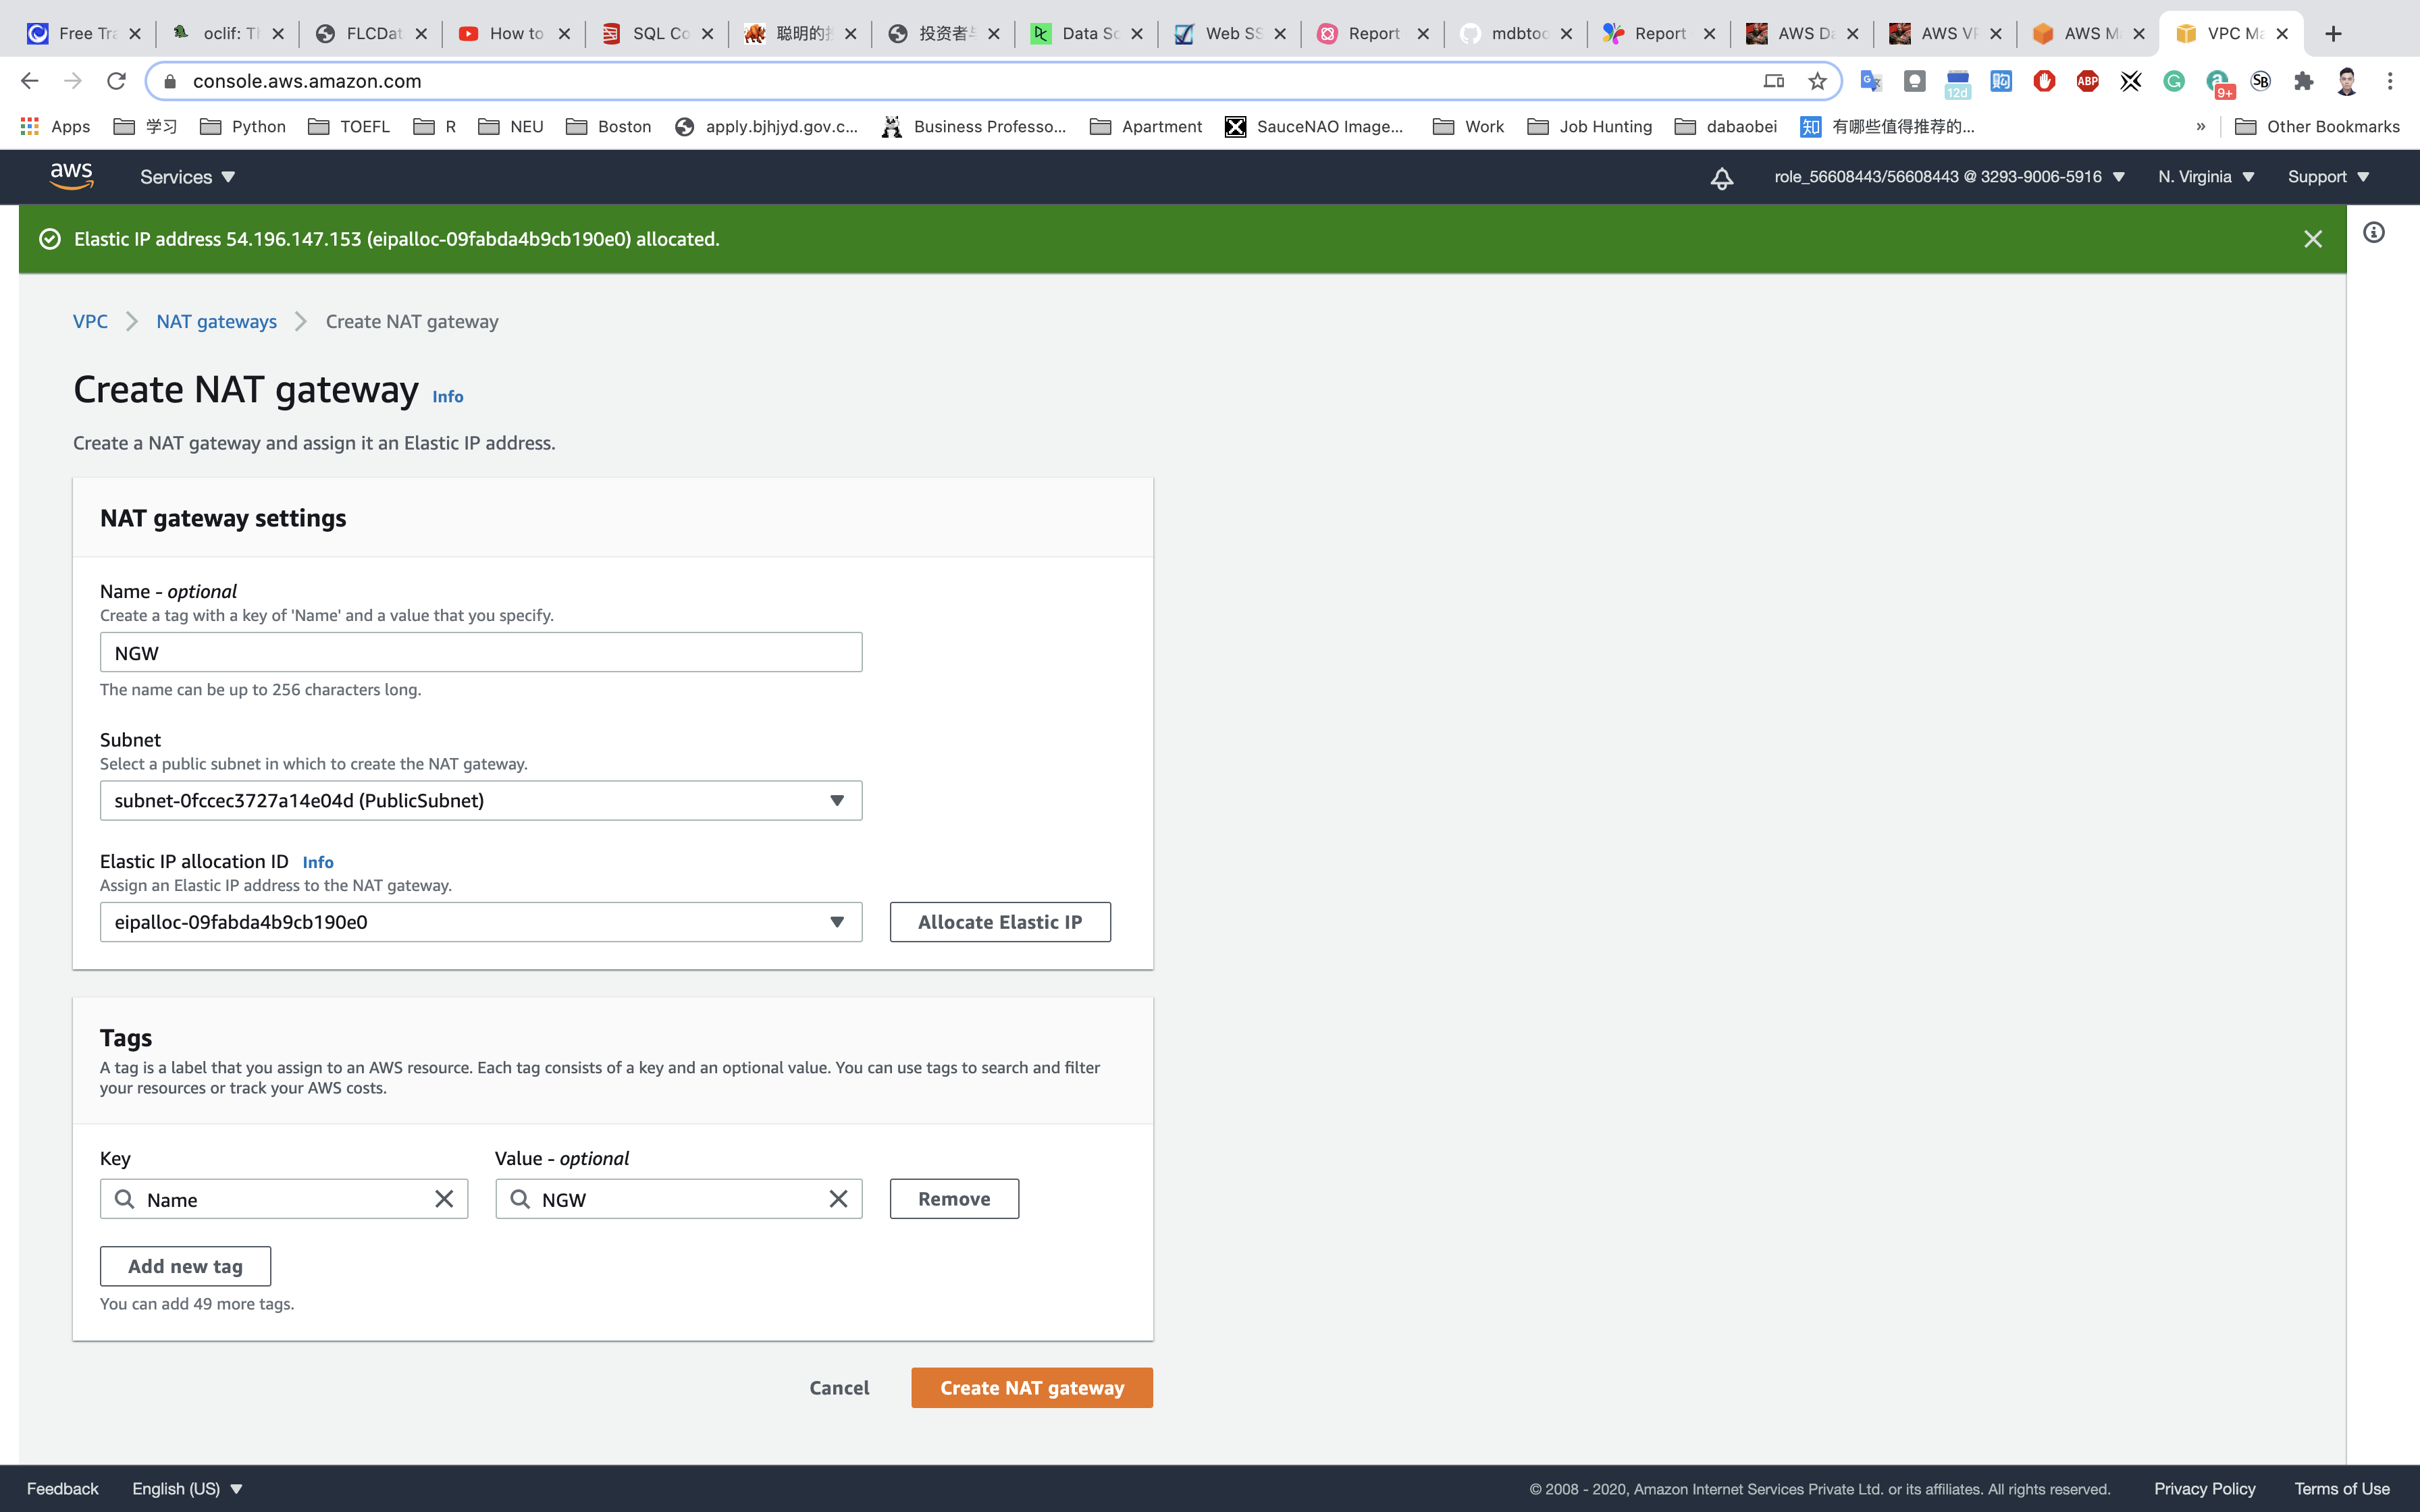 Free Tra
oclif: Th
FLCDat
How to
SQL Co
聪明的
投资者
Data Sc
Web SS
Report
mdbtoo
Report
AWS Da
AWS VP
AWS M
VPC Ma
console.aws.amazon.com
12d
ABP
9+
Apps
学习
Python
TOEFL
R
NEU
Boston
apply.bjhjyd.gov.c...
Business Professo...
Apartment
SauceNAO Image...
Work
Job Hunting
dabaobei
知 有哪些值得推荐的...
»
Other Bookmarks
aws
Services
role_56608443/56608443 @ 3293-9006-5916
N. Virginia
Support
Elastic IP address 54.196.147.153 (eipalloc-09fabda4b9cb190e0) allocated.
VPC > NAT gateways > Create NAT gateway
Create NAT gateway Info
Create a NAT gateway and assign it an Elastic IP address.
NAT gateway settings
Name - optional
Create a tag with a key of 'Name' and a value that you specify.
NGW
The name can be up to 256 characters long.
Subnet
Select a public subnet in which to create the NAT gateway.
subnet-0fccec3727a14e04d (PublicSubnet)
Elastic IP allocation ID Info
Assign an Elastic IP address to the NAT gateway.
eipalloc-09fabda4b9cb190e0
Allocate Elastic IP
Tags
A tag is a label that you assign to an AWS resource. Each tag consists of a key and an optional value. You can use tags to search and filter
your resources or track your AWS costs.
Key
Value - optional
Name
NGW
Remove
Add new tag
You can add 49 more tags.
Cancel
Create NAT gateway
Feedback
English (US)
© 2008 - 2020, Amazon Internet Services Private Ltd. or its affiliates. All rights reserved.
Privacy Policy
Terms of Use